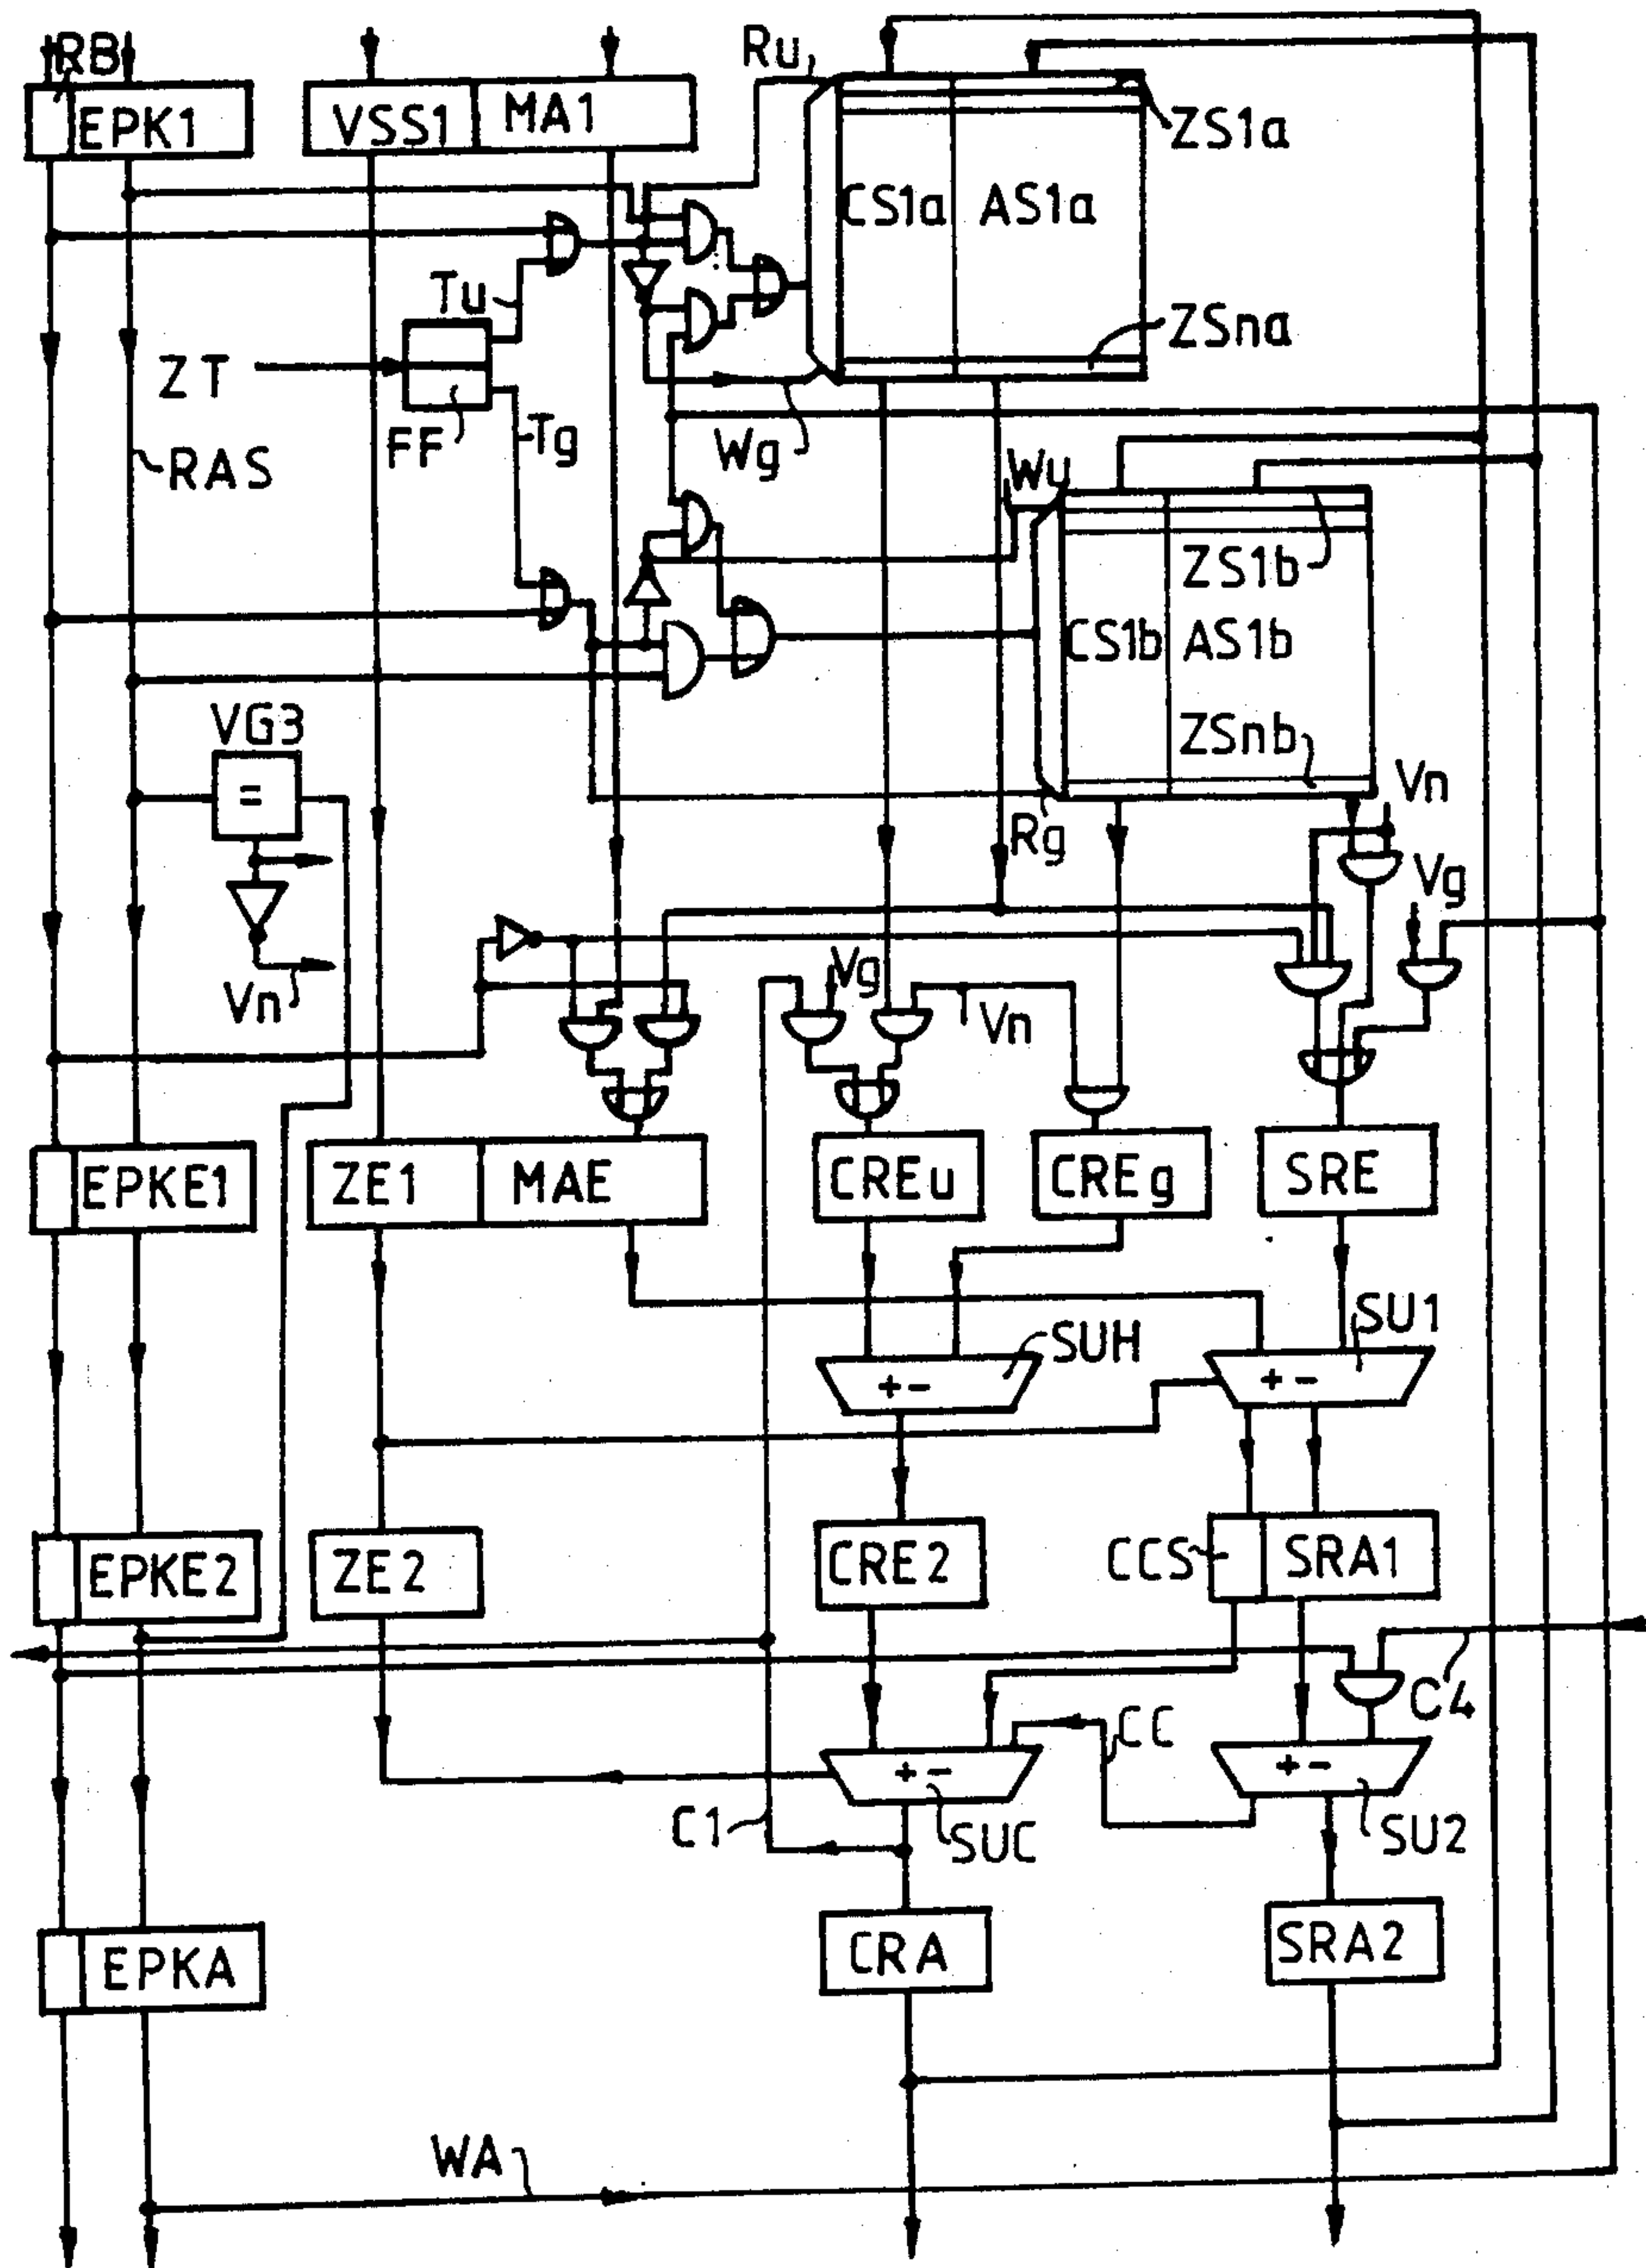 RB
Ru
EPK1
VSS1
MA1
ZS1a
CS1a
AS1a
Tu
ZSna
ZT
FF
Tg
RAS
Wg
Wu
ZS1b
CS1b
AS1b
VG3
=
ZSnb
Vn
Rg
Vg
Vn
Vg
Vn
EPKE1
ZE1
MAE
CREu
CREg
SRE
SUH
SU1
+-
+-
EPKE2
ZE2
CRE2
CCS
SRA1
C4
CC
+-
+-
C1
SUC
SU2
EPKA
CRA
SRA2
WA